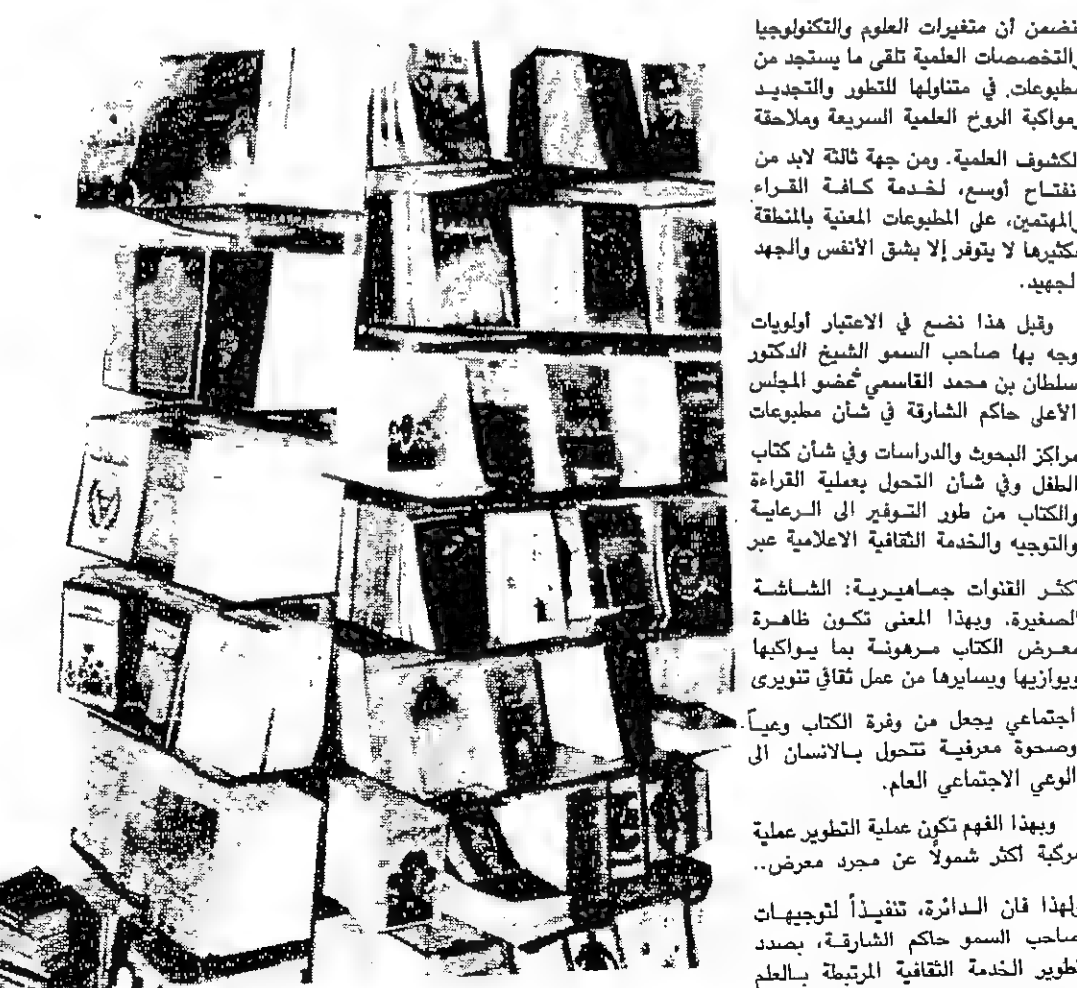 تضمن أن متغيرات العلوم والتكنولوجيا
والتخصصات العلمية تلقى ما يستجد من
مطبوعات. في متناولها للتطور والتجديد
ومواكبة الروخ العلمية السريعة وملاحقة
الكشوف العلمية. ومن جهة ثالثة لابد من
انفتاح أوسع، لخدمة كافة القراء
والمهتمين، على المطبوعات المعنية بالمنطقة
فكثيرها لا يتوفر إلا بشق الأنفس والجهد
الجهيد.
وقبل هذا نضع في الاعتبار أولويات
وجه بها صاحب السمو الشيخ الدكتور
سلطان بن محمد القاسمي عضو المجلس
الأعلى حاكم الشارقة في شأن مطبوعات
مراكز البحوث والدراسات وفي شأن كتاب
الطفل وفي شأن التحول بعملية القراءة
والكتاب من طور التوفير الى الرعاية
والتوجيه والخدمة الثقافية الاعلامية عبر
أكثر القنوات جماهيرية: الشاشة
الصغيرة. وبهذا المعنى تكون ظاهرة
معرض الكتاب مرهونة بما يواكبها
ويوازيها ويسايرها من عمل ثقافي تنويرى
اجتماعي يجعل من وفرة الكتاب وعياً
وصحوة معرفية تتحول بالانسان الى
الوعي الاجتماعي العام.
وبهذا الفهم تكون عملية التطوير عملية
مركبة أكثر شمولاً عن مجرد معرض..
ولهذا فان الدائرة، تنفيذاً لتوجيهات
صاحب السمو حاكم الشارقة، بصدد
تطوير الخدمة الثقافية المرتبطة بالعلم